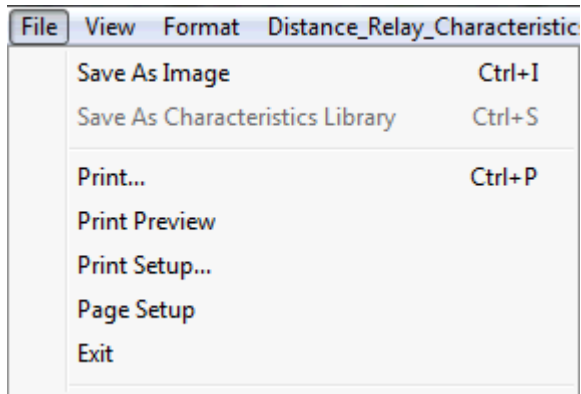 File View Format Distance_Relay_Characteristic
Save As Image Ctrl+I
Save As Characteristics Library Ctrl+S
Print... Ctrl+P
Print Preview
Print Setup...
Page Setup
Exit